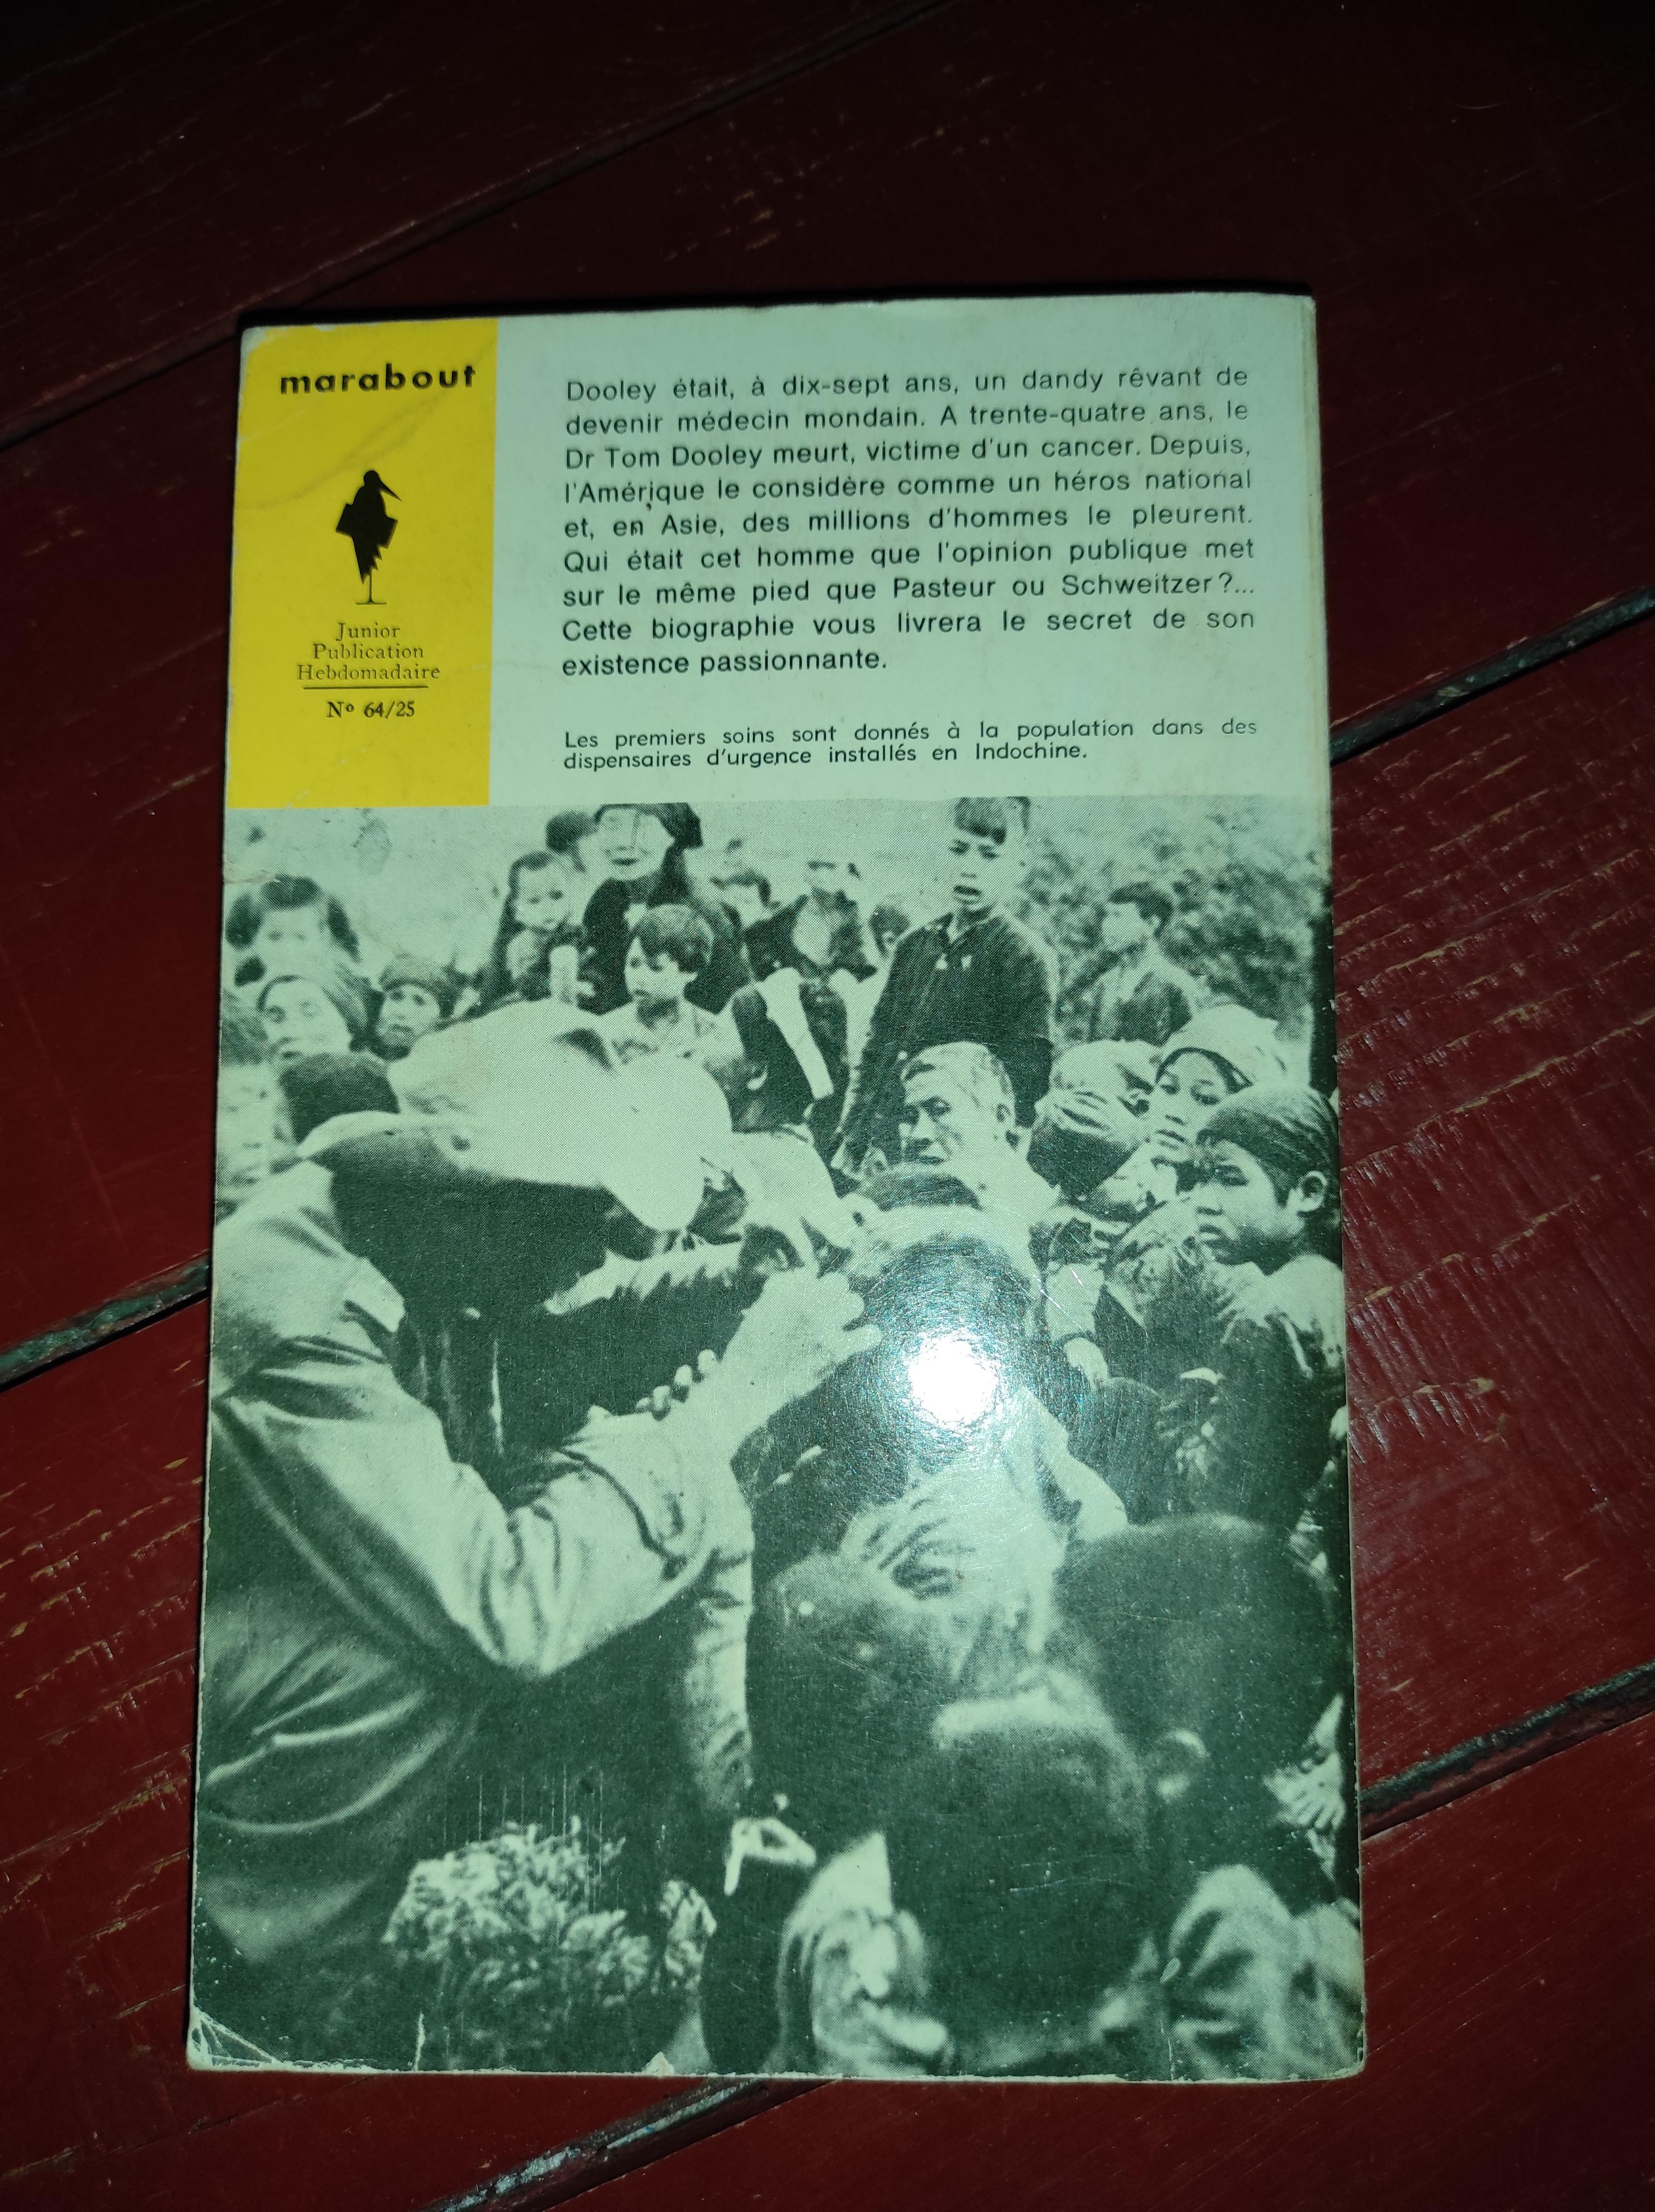 marabout
Junior
Publication
Hebdomadaire
Nº 64/25
Dooley était, à dix-sept ans, un dandy rêvant de
devenir médecin mondain. A trente-quatre ans, le
Dr Tom Dooley meurt, victime d'un cancer. Depuis,
l'Amérique le considère comme un héros national
et, en Asie, des millions d'hommes le pleurent.
Qui était cet homme que l'opinion publique met
sur le même pied que Pasteur ou Schweitzer ?...
Cette biographie vous livrera le secret de son
existence passionnante.
Les premiers soins sont donnés à la population dans des
dispensaires d'urgence installés en Indochine.